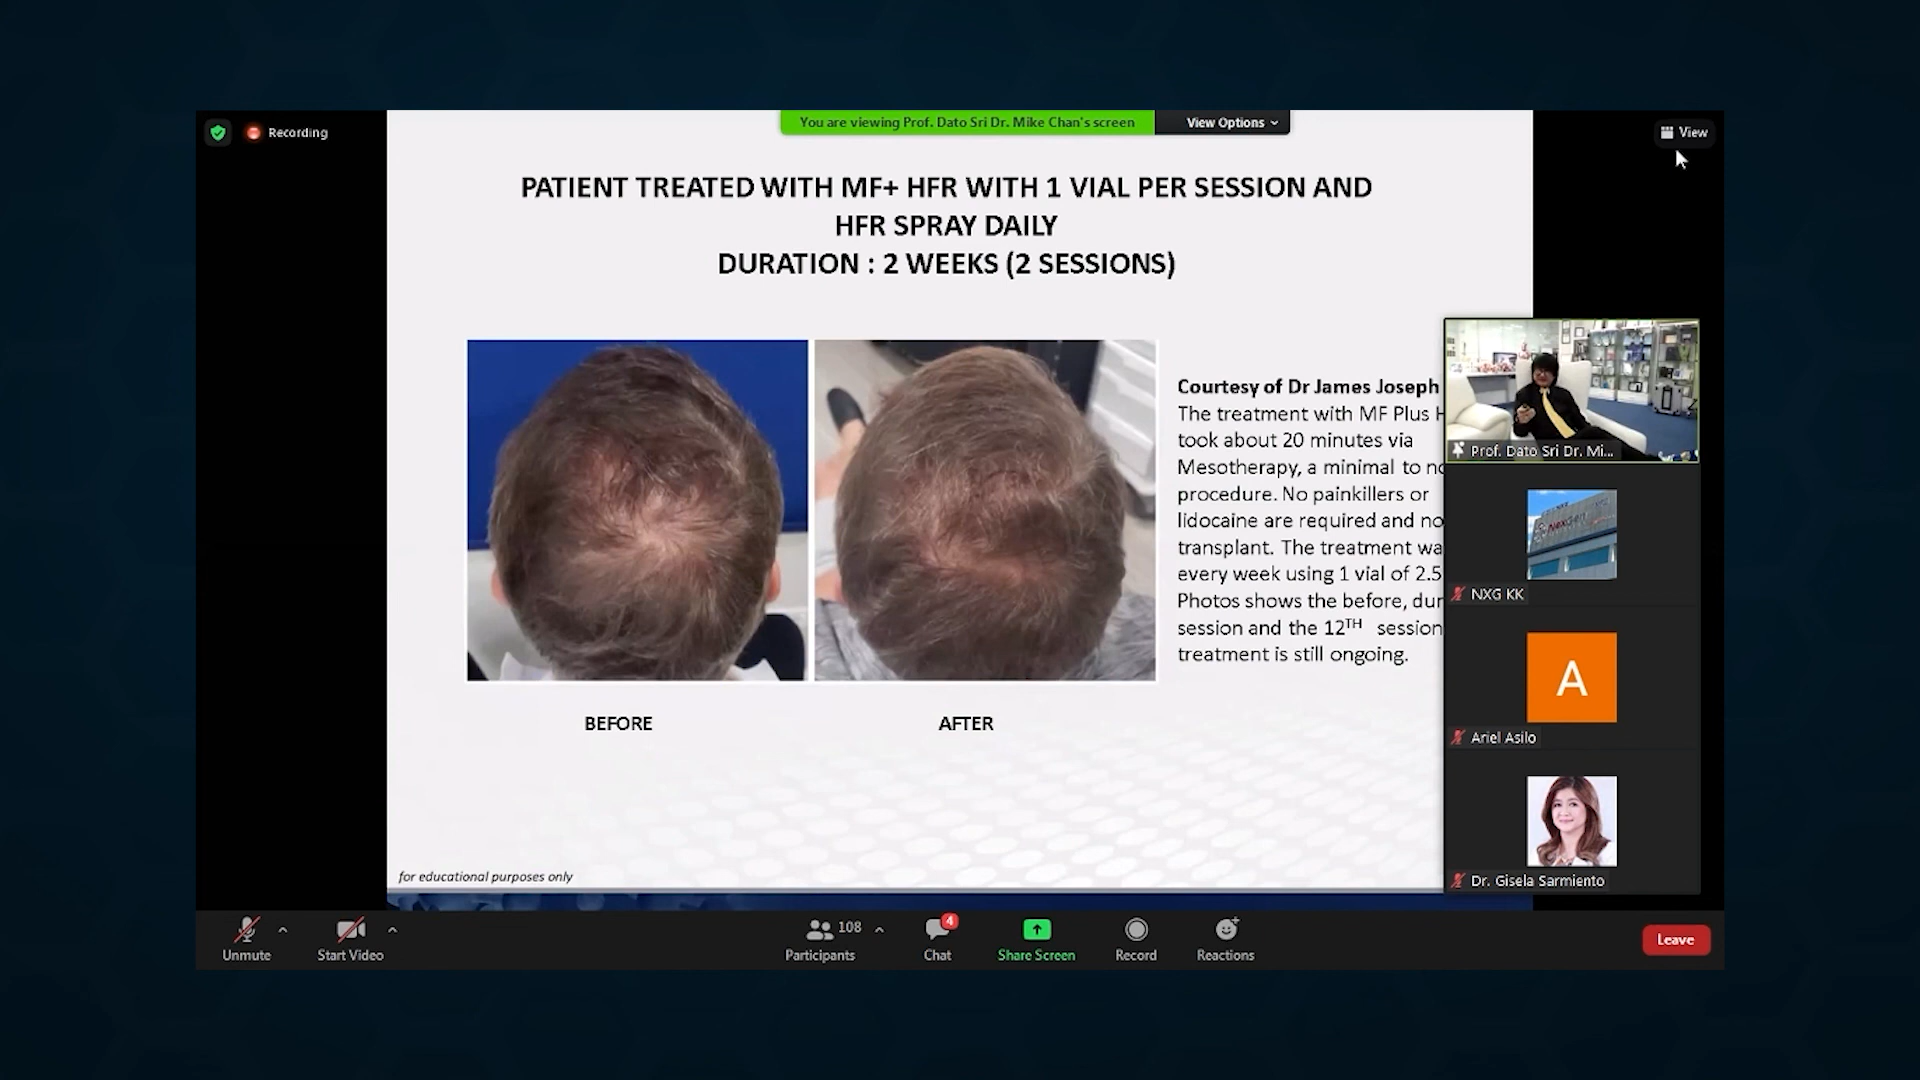 Recording
You are viewing Prof. Dato Sri Dr. Mike Chan's screen
View Options
View
PATIENT TREATED WITH MF+ HFR WITH 1 VIAL PER SESSION AND
HFR SPRAY DAILY
DURATION : 2 WEEKS (2 SESSIONS)
Courtesy of Dr James Joseph
The treatment with MF Plus H
took about 20 minutes via
Mesotherapy, a minimal to no
procedure. No painkillers or
lidocaine are required and no
transplant. The treatment wa
every week using 1 vial of 2.5
Photos shows the before, dur
session and the 12TH session
treatment is still ongoing.
BEFORE
AFTER
for educational purposes only
Prof. Dato Sri Dr. Mi...
NXG KK
A
Ariel Asilo
Dr. Gisela Sarmiento
Unmute
Start Video
108
Participants
4
Chat
Share Screen
Record
Reactions
Leave